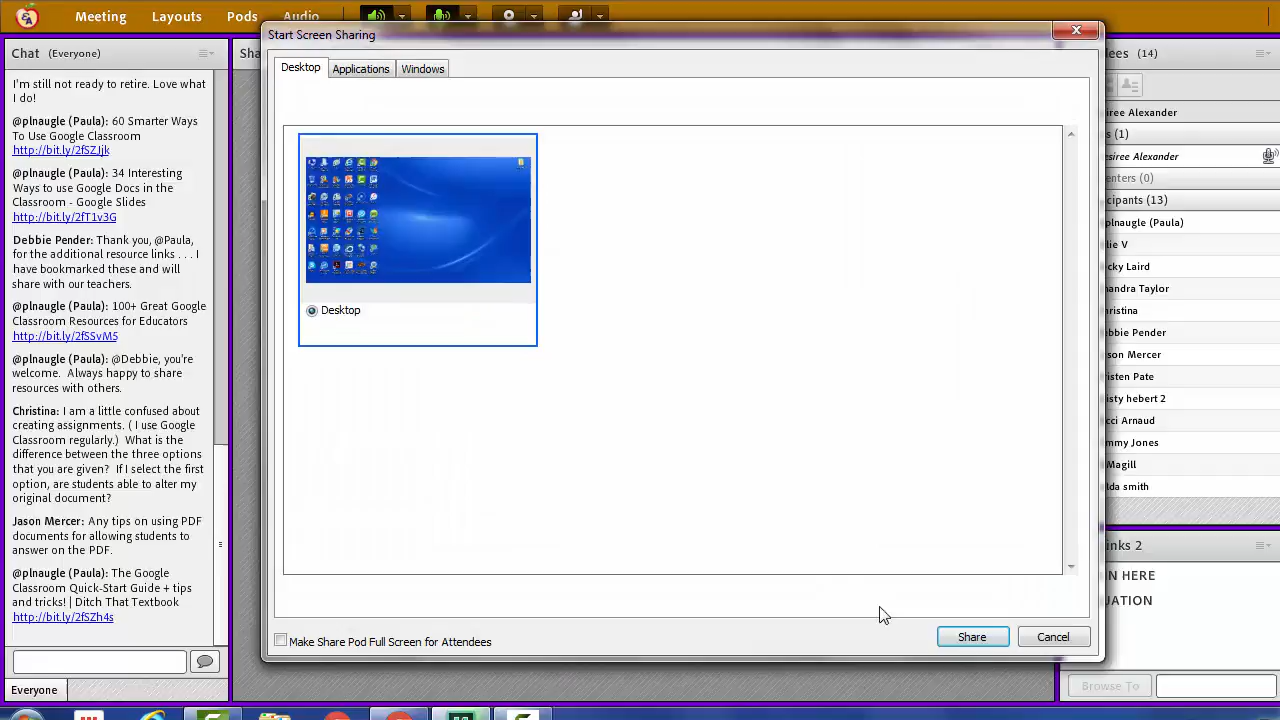 Meeting Layouts Pods Audio
Chat (Everyone)
I'm still not ready to retire. Love what
I do!
@plnaugle (Paula): 60 Smarter Ways
To Use Google Classroom
http://bit.ly/2fSZJjk
@plnaugle (Paula): 34 Interesting
Ways to use Google Docs in the
Classroom - Google Slides
http://bit.ly/2fT1v3G
Debbie Pender: Thank you, @Paula,
for the additional resource links . . . I
have bookmarked these and will
share with our teachers.
@plnaugle (Paula): 100+ Great Google
Classroom Resources for Educators
http://bit.ly/2fSSvM5
@plnaugle (Paula): @Debbie, you're
welcome. Always happy to share
resources with others.
Christina: I am a little confused about
creating assignments. ( I use Google
Classroom regularly.) What is the
difference between the three options
that you are given? If I select the first
option, are students able to alter my
original document?
Jason Mercer: Any tips on using PDF
documents for allowing students to
answer on the PDF.
@plnaugle (Paula): The Google
Classroom Quick-Start Guide + tips
and tricks! | Ditch That Textbook
http://bit.ly/2fSZh4s
Everyone
Sha
Start Screen Sharing
Desktop Applications Windows
Desktop
Make Share Pod Full Screen for Attendees
Share Cancel
dees (14)
iree Alexander
s (1)
esiree Alexander
enters (0)
cipants (13)
plnaugle (Paula)
lie V
cky Laird
handra Taylor
hristina
ebbie Pender
son Mercer
risten Pate
risty hebert 2
cci Arnaud
mmy Jones
Magill
lda smith
inks 2
N HERE
UATION
Browse To